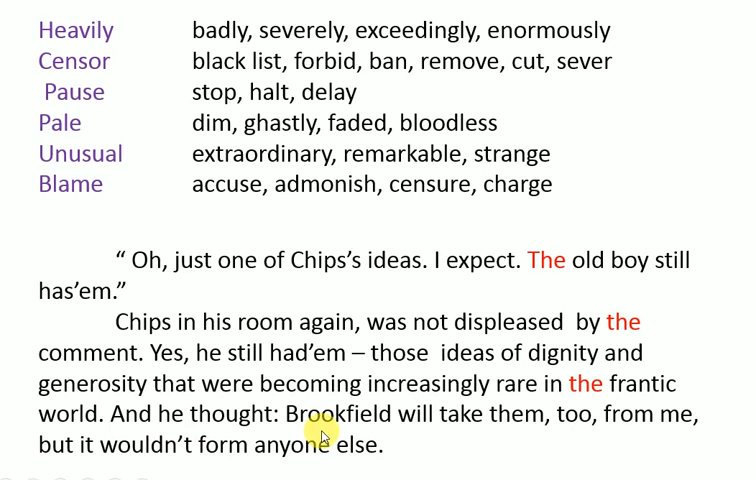 Heavily badly, severely, exceedingly, enormously
Censor black list, forbid, ban, remove, cut, sever
Pause stop, halt, delay
Pale dim, ghastly, faded, bloodless
Unusual extraordinary, remarkable, strange
Blame accuse, admonish, censure, charge
“ Oh, just one of Chips’s ideas. I expect. The old boy still
has’em.”
Chips in his room again, was not displeased by the
comment. Yes, he still had’em – those ideas of dignity and
generosity that were becoming increasingly rare in the frantic
world. And he thought: Brookfield will take them, too, from me,
but it wouldn’t form anyone else.